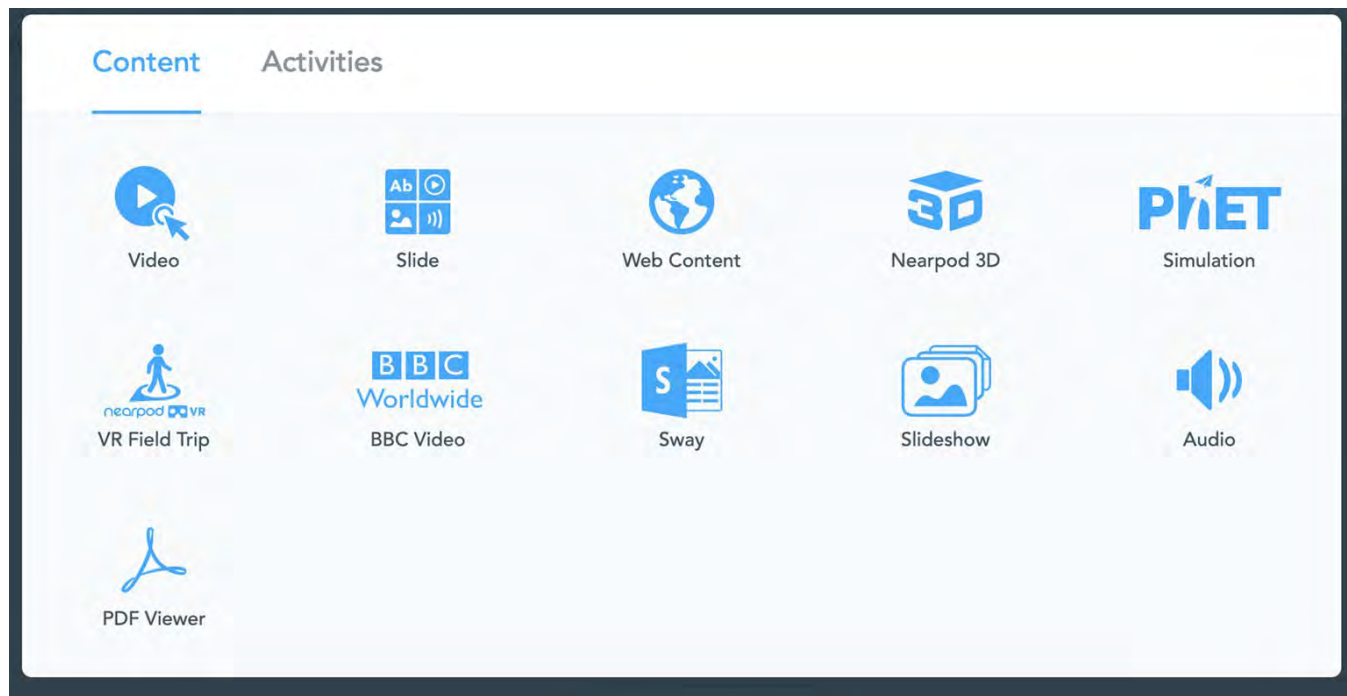 Content Activities
Ab
3D
PhET
Video Slide Web Content Nearpod 3D Simulation
nearpod VR
BBC
Worldwide
S
VR Field Trip BBC Video Sway Slideshow Audio
PDF Viewer